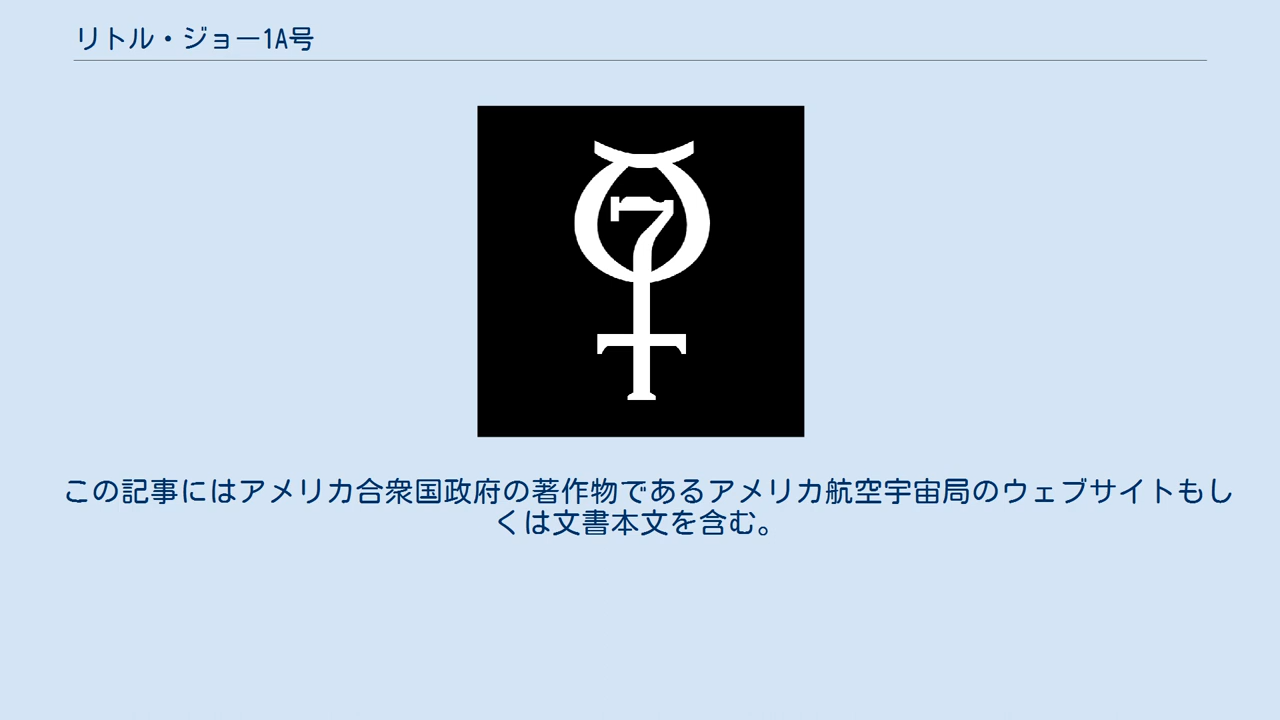 リトル・ジョー1A号
7
この記事にはアメリカ合衆国政府の著作物であるアメリカ航空宇宙局のウェブサイトもし
くは文書本文を含む。